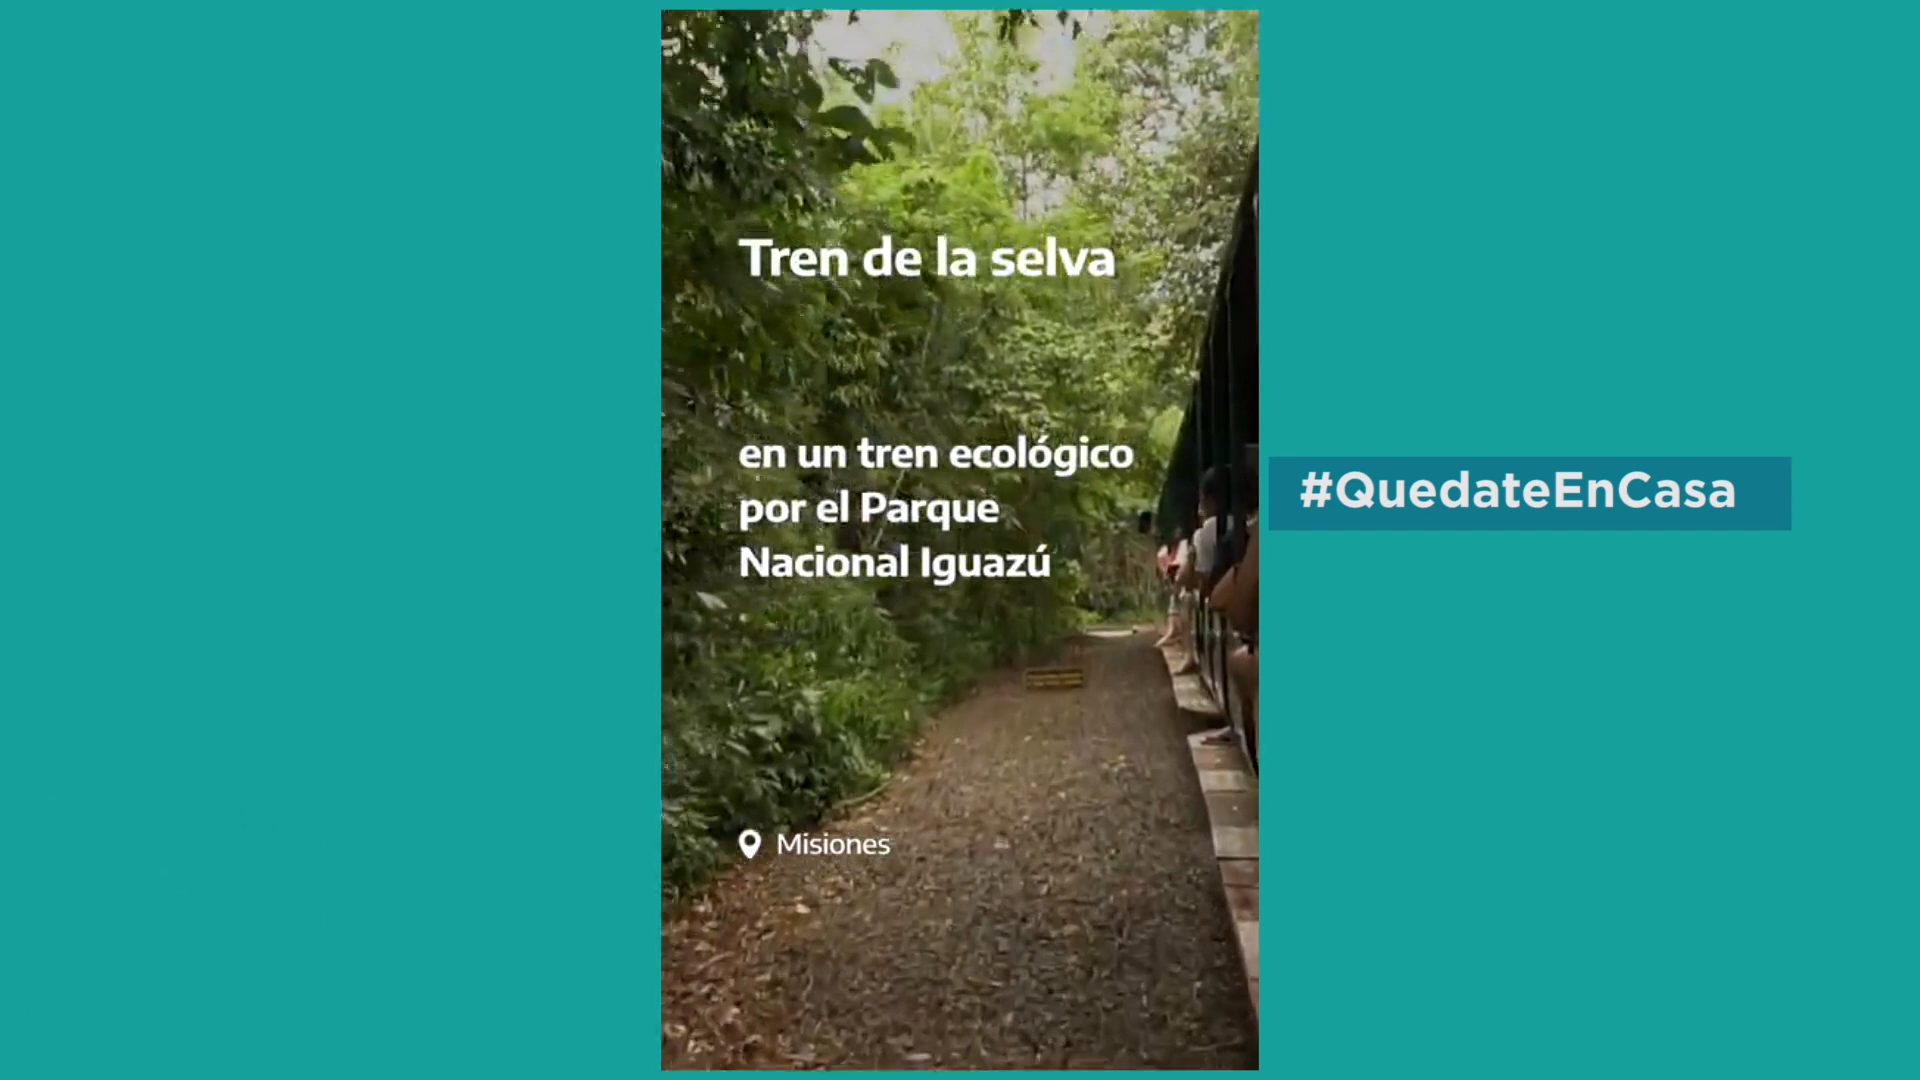 Tren de la selva
en un tren ecológico
por el Parque
Nacional Iguazú
Misiones
#QuedateEnCasa